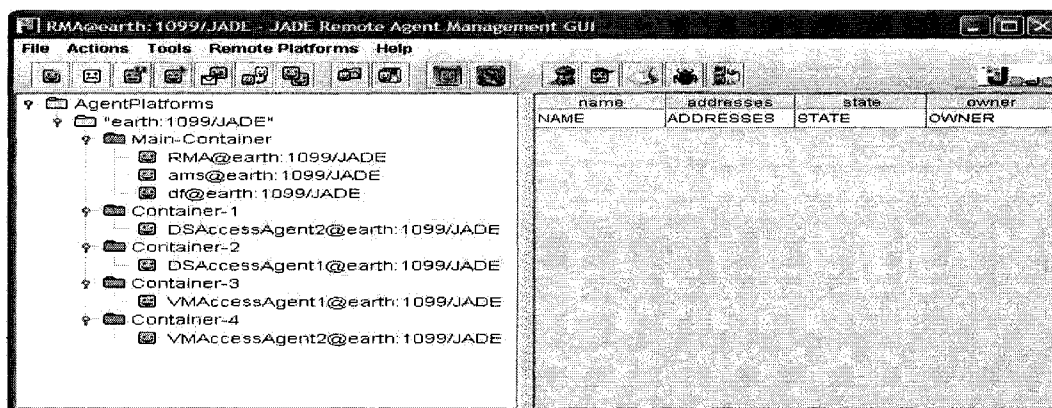 RMA@earth:1099/JADE - JADE Remote Agent Management GUI
File Actions Tools Remote Platforms Help
AgentPlatforms
"earth:1099/JADE"
Main-Container
RMA@earth:1099/JADE
ams@earth:1099/JADE
df@earth:1099/JADE
Container-1
DSAccessAgent2@earth:1099/JADE
Container-2
DSAccessAgent1@earth:1099/JADE
Container-3
VMAccessAgent1@earth:1099/JADE
Container-4
VMAccessAgent2@earth:1099/JADE
name addresses state owner
NAME ADDRESSES STATE OWNER